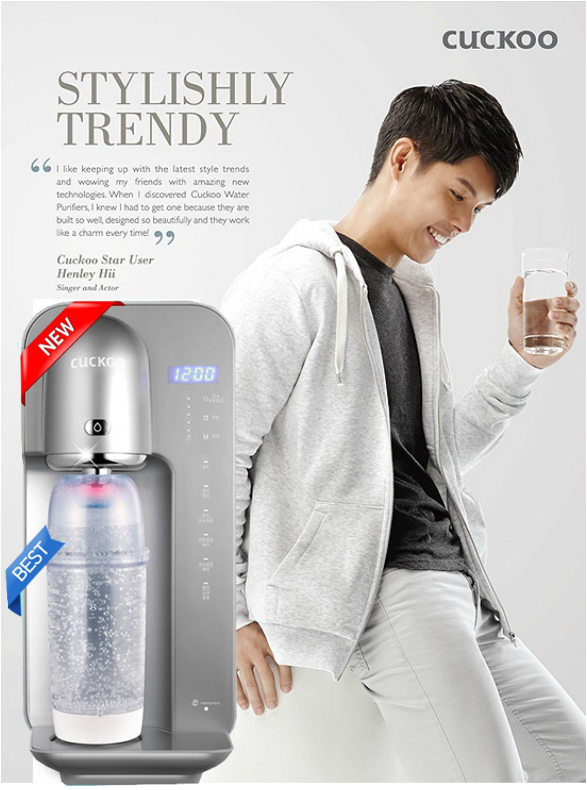 CUCKOO
STYLISHLY
TRENDY
“ I like keeping up with the latest style trends
and wowing my friends with amazing new
technologies. When I discovered Cuckoo Water
Purifiers, I knew I had to get one because they are
built so well, designed so beautifully and they work
like a charm every time! ”
Cuckoo Star User
Henley Hii
Singer and Actor
NEW
CUCKO
12:00
BEST